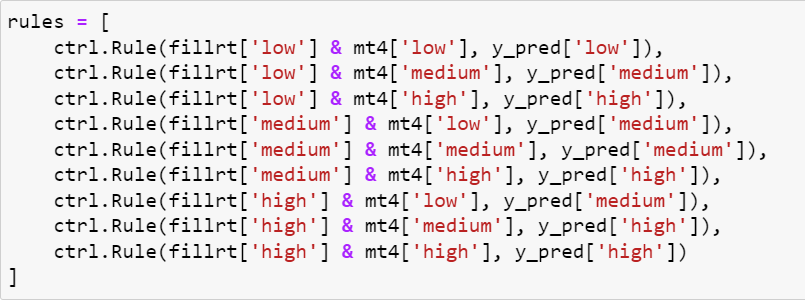 rules = [
    ctrl.Rule(fillrt['low'] & mt4['low'], y_pred['low']),
    ctrl.Rule(fillrt['low'] & mt4['medium'], y_pred['medium']),
    ctrl.Rule(fillrt['low'] & mt4['high'], y_pred['high']),
    ctrl.Rule(fillrt['medium'] & mt4['low'], y_pred['medium']),
    ctrl.Rule(fillrt['medium'] & mt4['medium'], y_pred['medium']),
    ctrl.Rule(fillrt['medium'] & mt4['high'], y_pred['high']),
    ctrl.Rule(fillrt['high'] & mt4['low'], y_pred['medium']),
    ctrl.Rule(fillrt['high'] & mt4['medium'], y_pred['high']),
    ctrl.Rule(fillrt['high'] & mt4['high'], y_pred['high'])
]